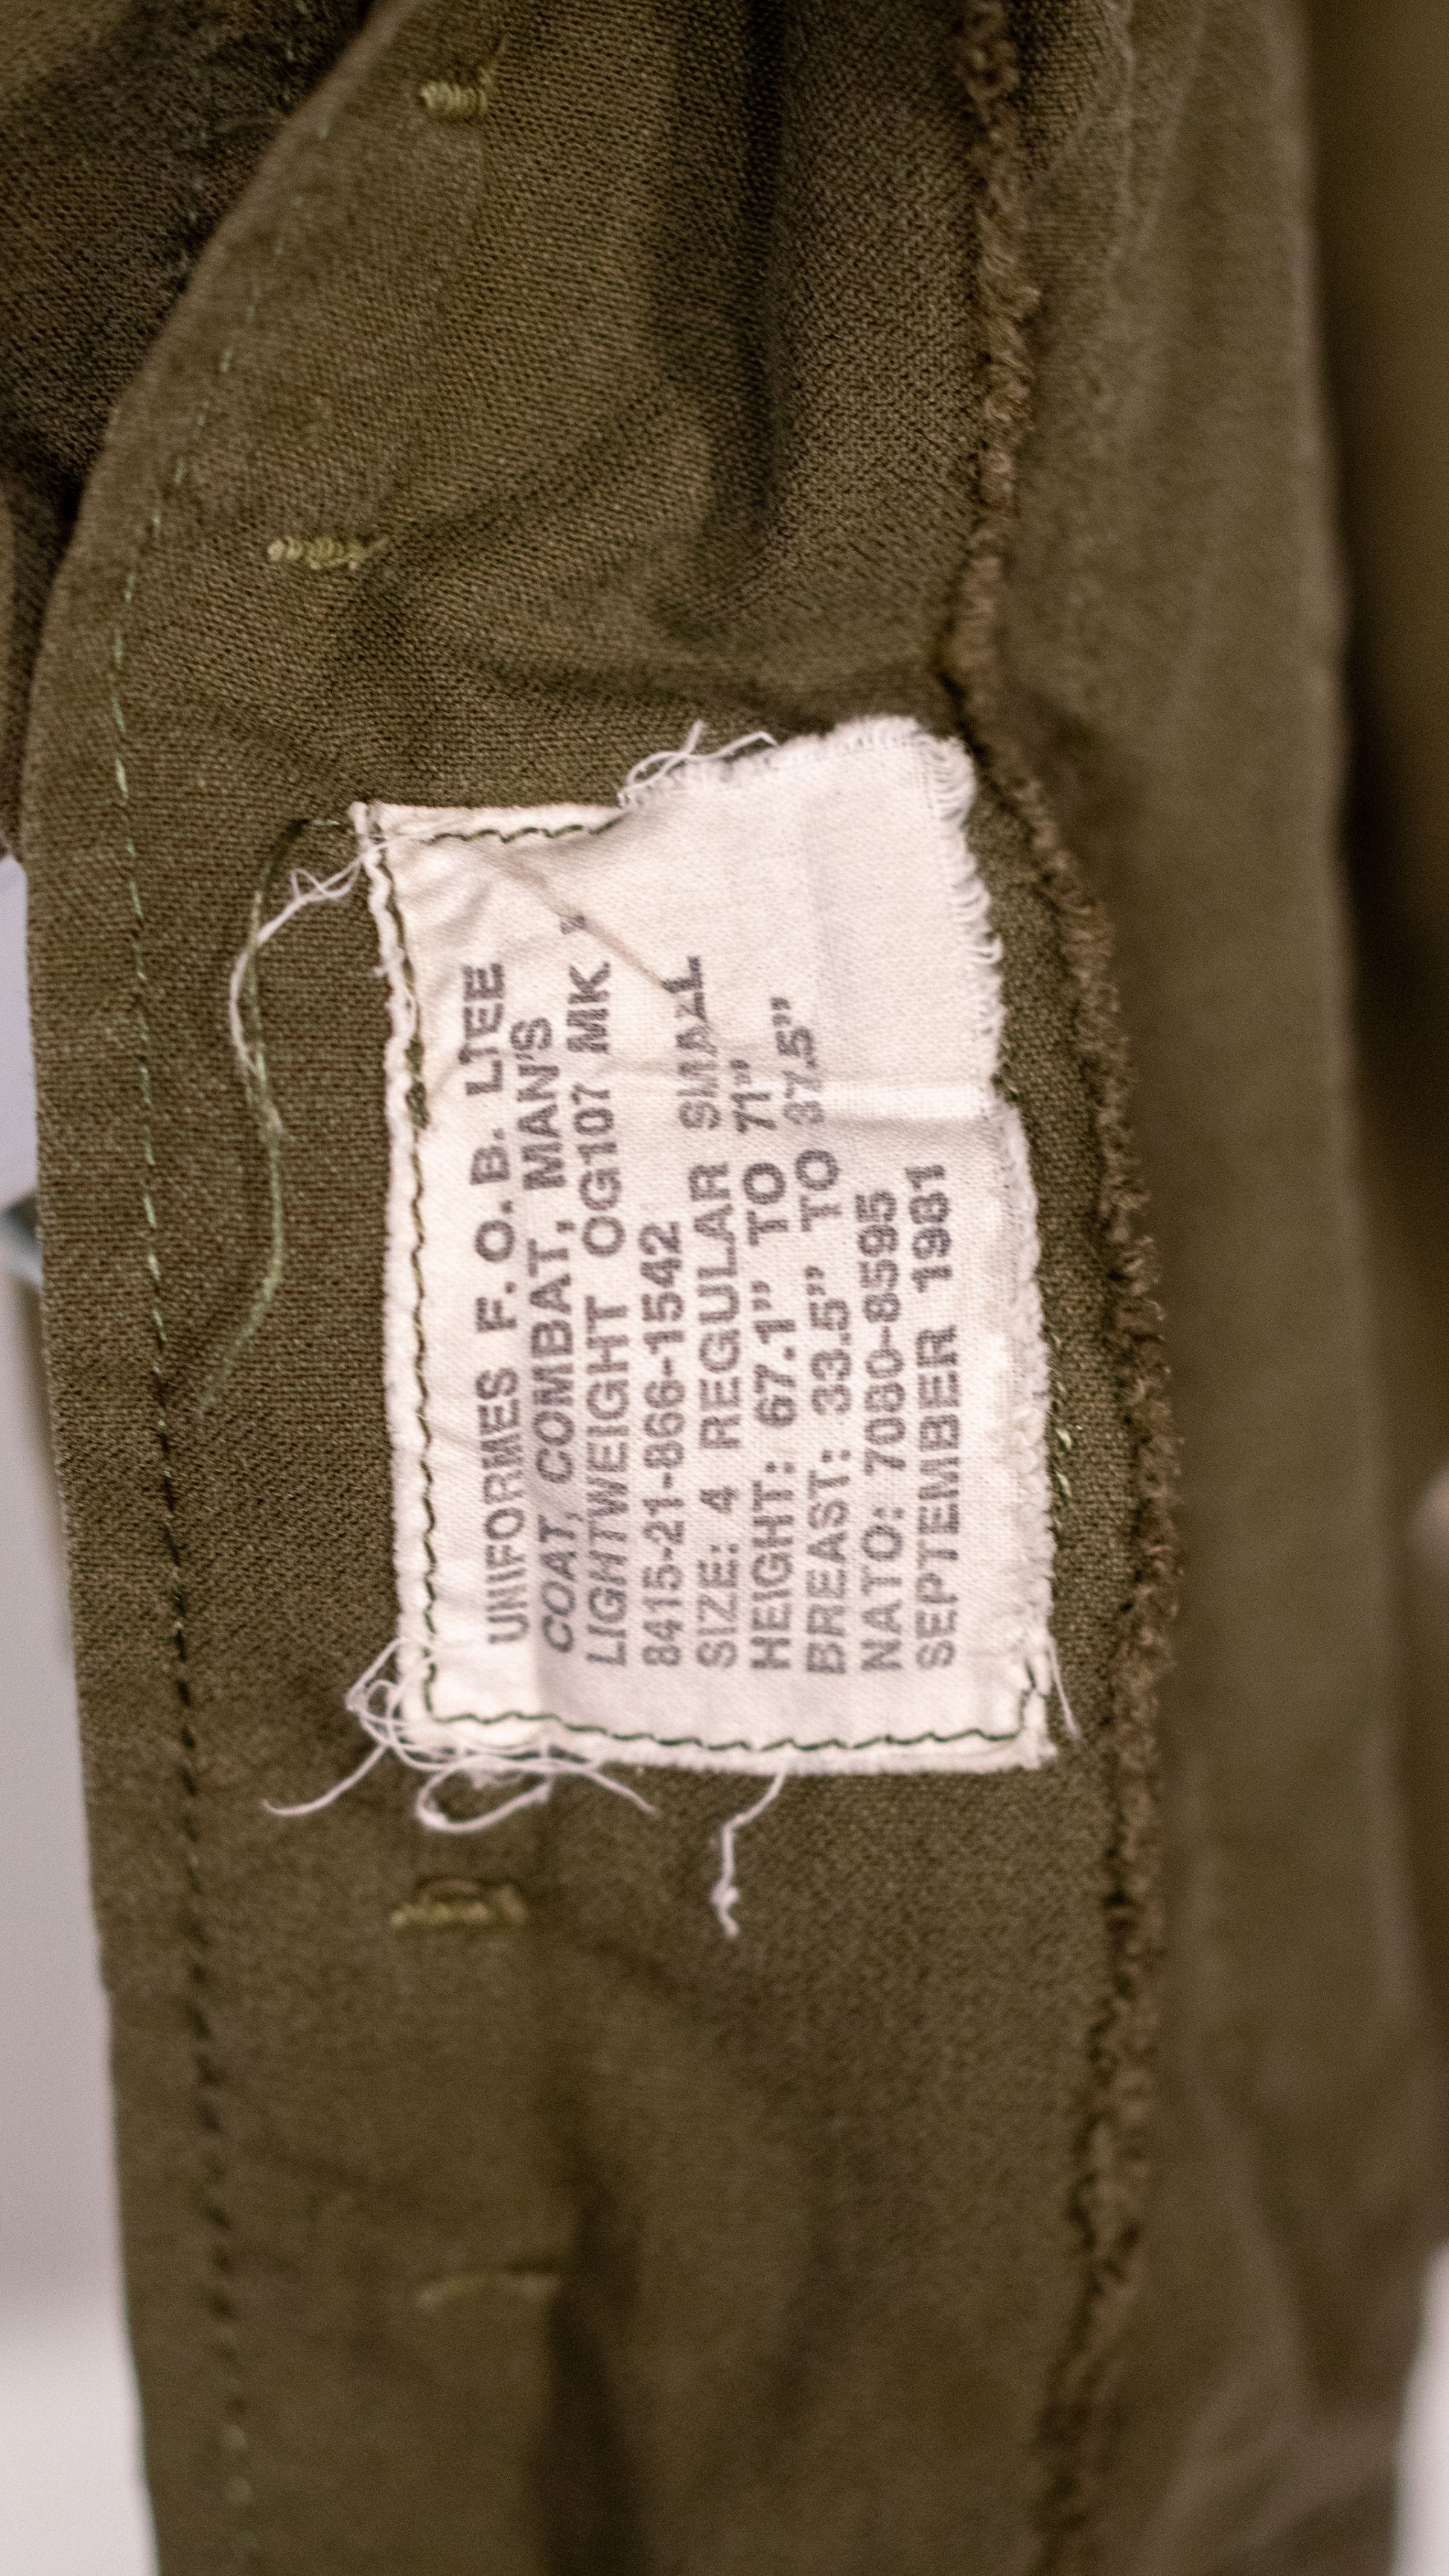 UNIFORMES F. O. B. LTEE
COAT, COMBAT, MAN'S
LIGHTWEIGHT OG107 MK
8415-21-866-1542
SIZE: 4 REGULAR SMALL
HEIGHT: 67.1" TO 71"
BREAST: 33.5" TO 37.5"
NATO: 7080-8595
SEPTEMBER 1981